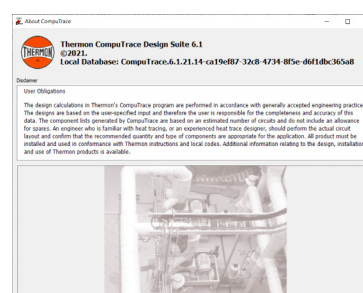 About CompuTrace
THERMON
Thermon CompuTrace Design Suite 6.1
©2021.
Local Database: CompuTrace.6.1.21.14-ca19ef87-32c8-4734-8f5e-d6f1dbc365a8
Disclaimer
User Obligations
The design calculations in Thermon's CompuTrace program are performed in accordance with generally accepted engineering practice
The designs are based on the user-specified input and therefore the user is responsible for the completeness and accuracy of this
data. The component lists generated by CompuTrace are based on an estimated number of circuits and do not include an allowance
for spares. An engineer who is familiar with heat tracing, or an experienced heat trace designer, should perform the actual circuit
layout and confirm that the recommended quantity and type of components are appropriate for the application. All product must be
installed and used in conformance with Thermon instructions and local codes. Additional information relating to the design, installation
and use of Thermon products is available.